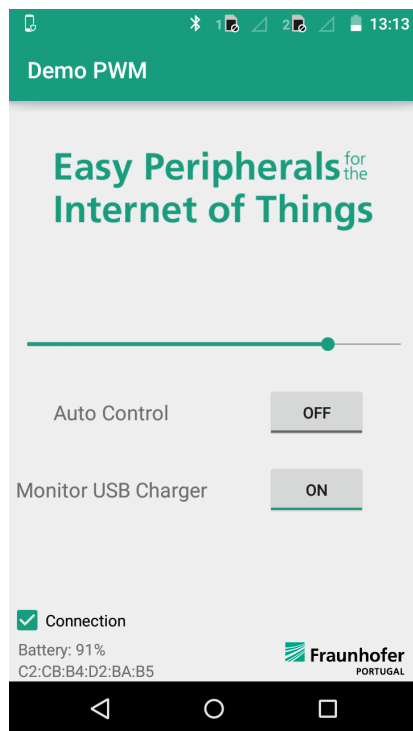 1 2 13:13
Demo PWM
Easy Peripherals for the
Internet of Things
Auto Control OFF
Monitor USB Charger ON
Connection
Battery: 91%
C2:CB:B4:D2:BA:B5
Fraunhofer
PORTUGAL